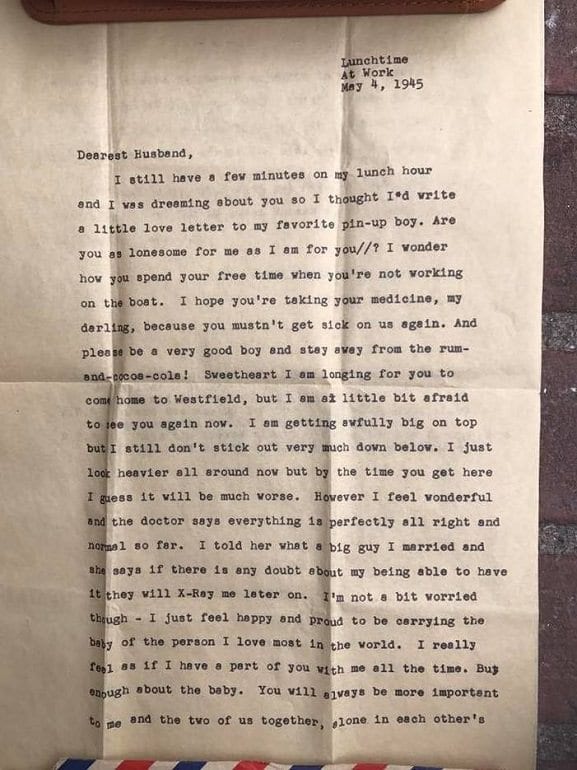 Lunchtime
At Work
May 4, 1945
Dearest Husband,
I still have a few minutes on my lunch hour
and I was dreaming about you so I thought I*d write
a little love letter to my favorite pin-up boy. Are
you as lonesome for me as I am for you//? I wonder
how you spend your free time when you're not working
on the boat. I hope you're taking your medicine, my
darling, because you mustn't get sick on us again. And
please be a very good boy and stay away from the rum-
and-cocoa-cola! Sweetheart I am longing for you to
come home to Westfield, but I am a little bit afraid
to see you again now. I am getting awfully big on top
but I still don't stick out very much down below. I just
look heavier all around now but by the time you get here
I guess it will be much worse. However I feel wonderful
and the doctor says everything is perfectly all right and
normal so far. I told her what a big guy I married and
she says if there is any doubt about my being able to have
it they will X-Ray me later on. I'm not a bit worried
though - I just feel happy and proud to be carrying the
baby of the person I love most in the world. I really
feel as if I have a part of you with me all the time. But
enough about the baby. You will always be more important
to me and the two of us together, alone in each other's